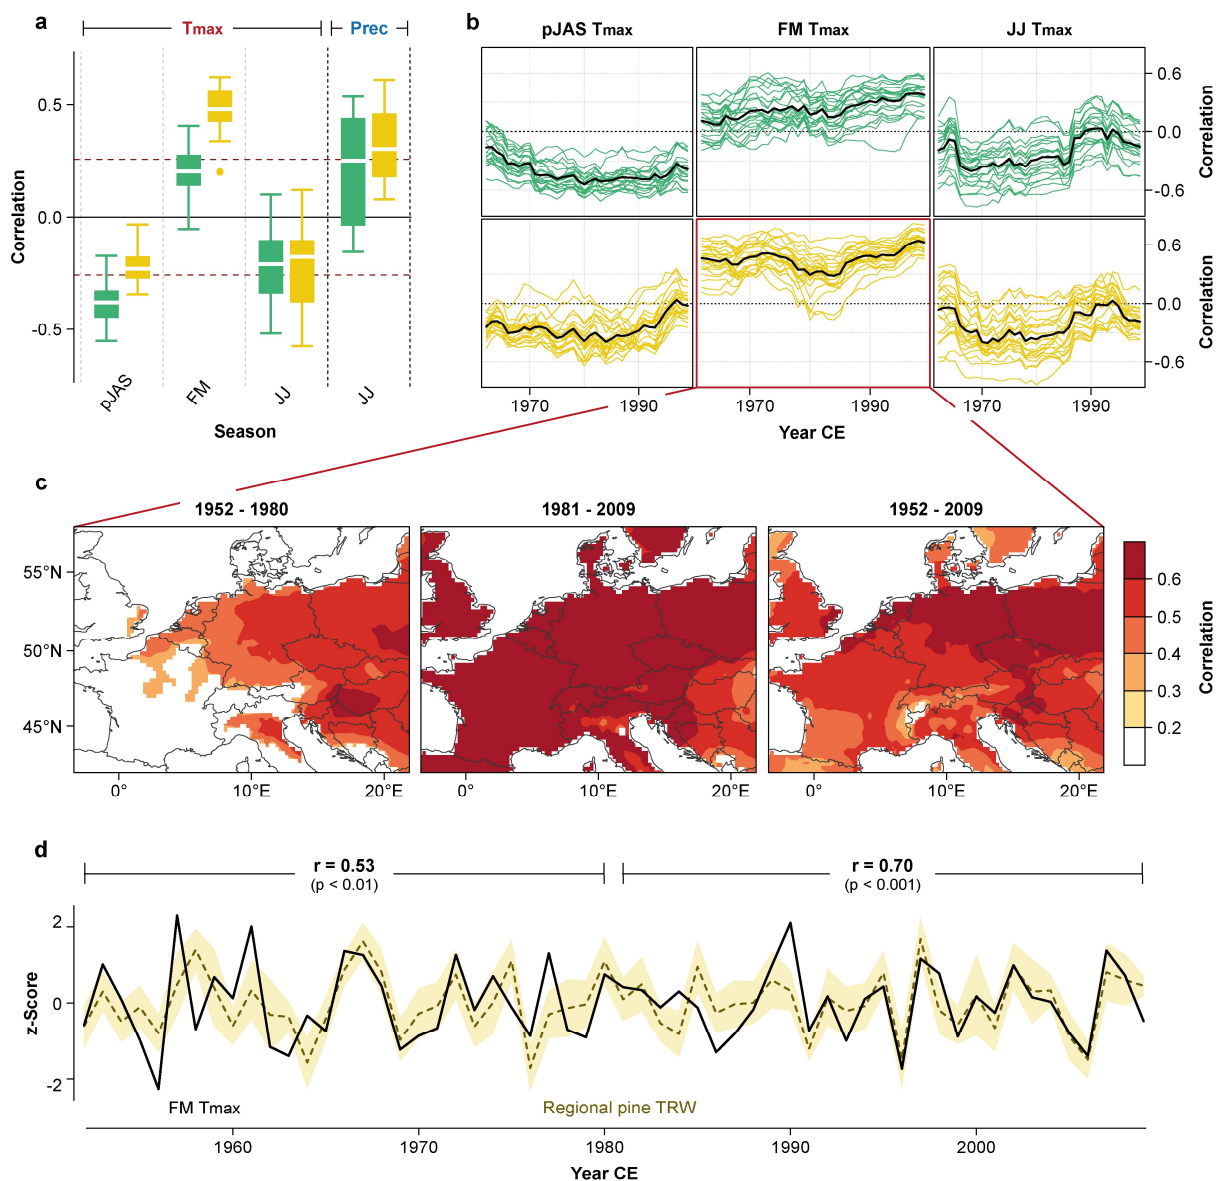 a
Tmax
Prec
0.5
0.0
-0.5
Correlation
pJAS
FM
JJ
JJ
Season
b
pJAS Tmax
FM Tmax
JJ Tmax
0.6
0.0
-0.6
Correlation
0.6
0.0
-0.6
Correlation
1970
1990
1970
1990
1970
1990
Year CE
c
1952 - 1980
1981 - 2009
1952 - 2009
55°N
50°N
45°N
0°
10°E
20°E
0°
10°E
20°E
0°
10°E
20°E
0.6
0.5
0.4
0.3
0.2
Correlation
d
r = 0.53
(p < 0.01)
r = 0.70
(p < 0.001)
2
0
-2
z-Score
FM Tmax
Regional pine TRW
1960
1970
1980
1990
2000
Year CE